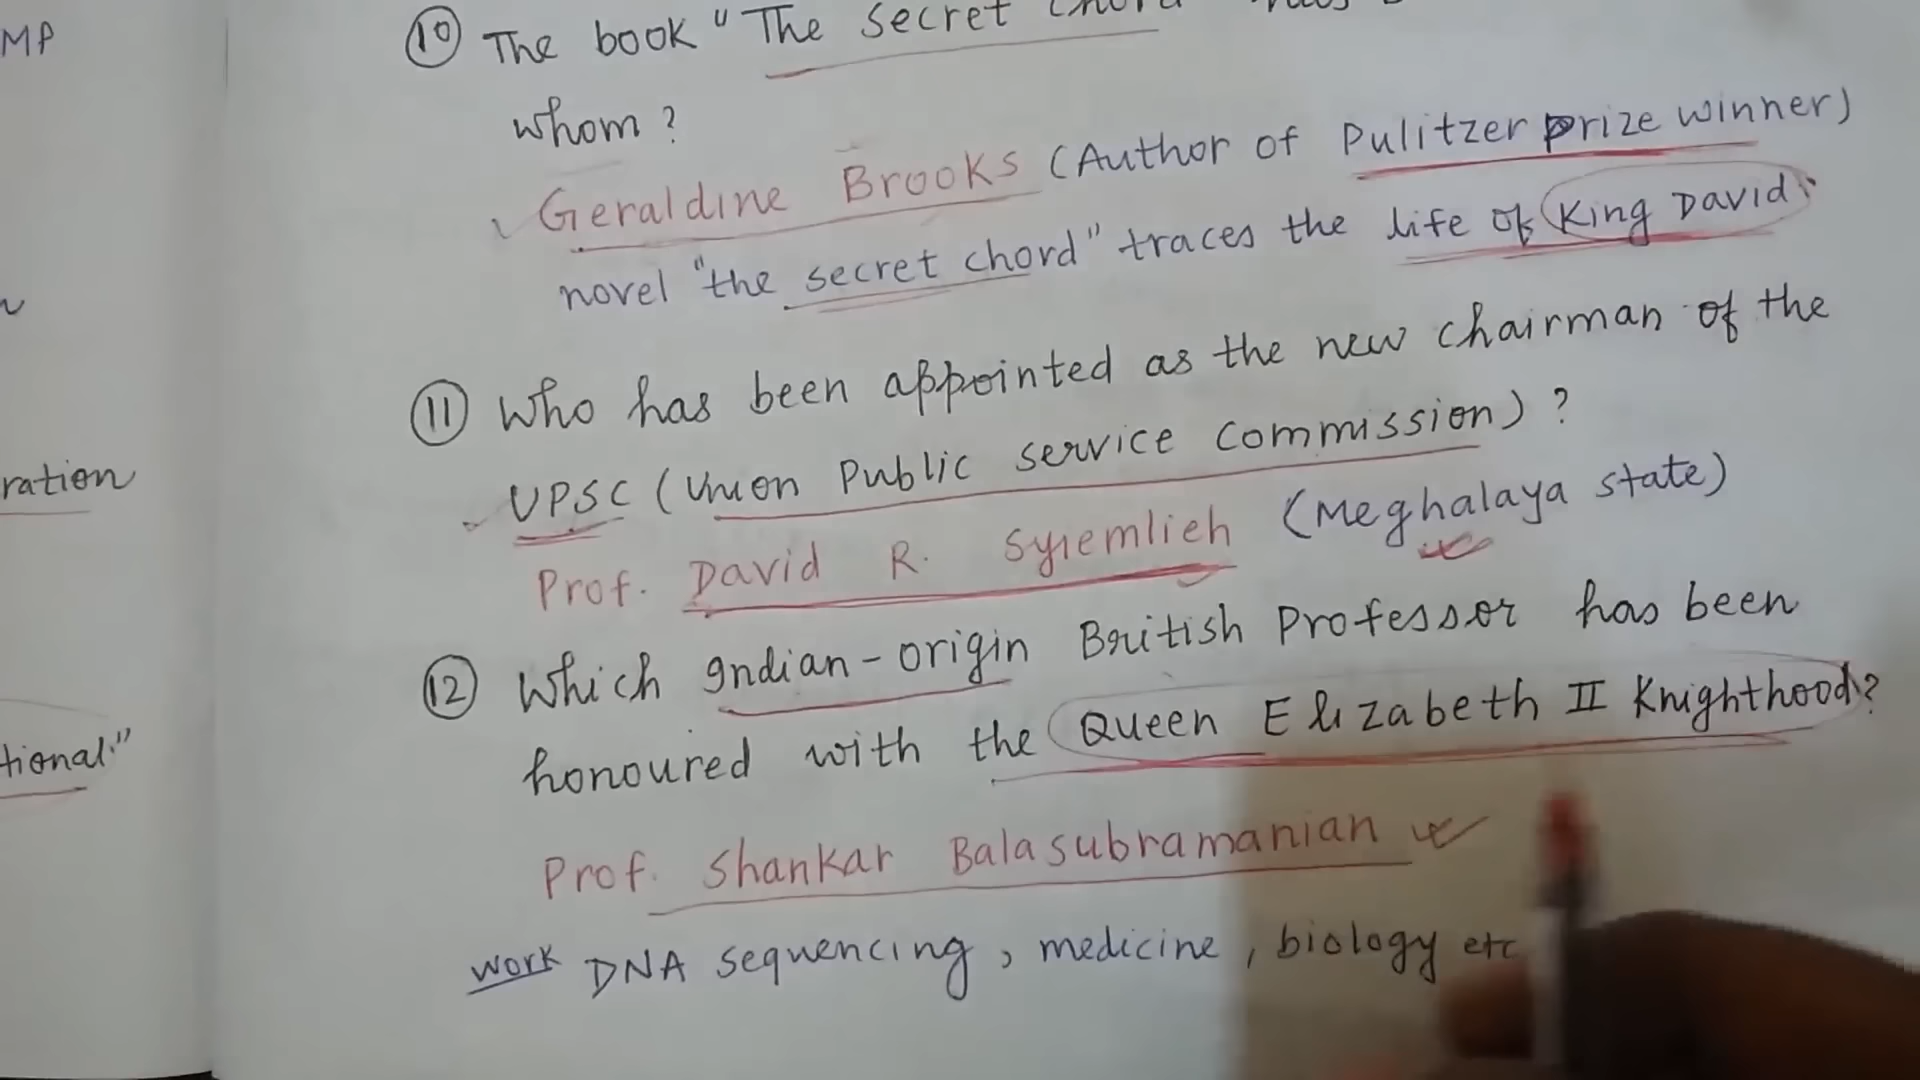 MP
ration
tional."
⑩ The book "The Secret Chord
whom?
Geraldine Brooks (Author of Pulitzer prize winner)
novel "the secret chord" traces the life of King David.
⑪ Who has been appointed as the new chairman of the
UPSC (Union Public service commission)?
Prof. David R. Syiemlieh (Meghalaya state)
⑫ Which Indian-origin British Professor has been
honoured with the Queen Elizabeth II Knighthood?
Prof. Shankar Balasubramanian
work DNA sequencing, medicine, biology etc